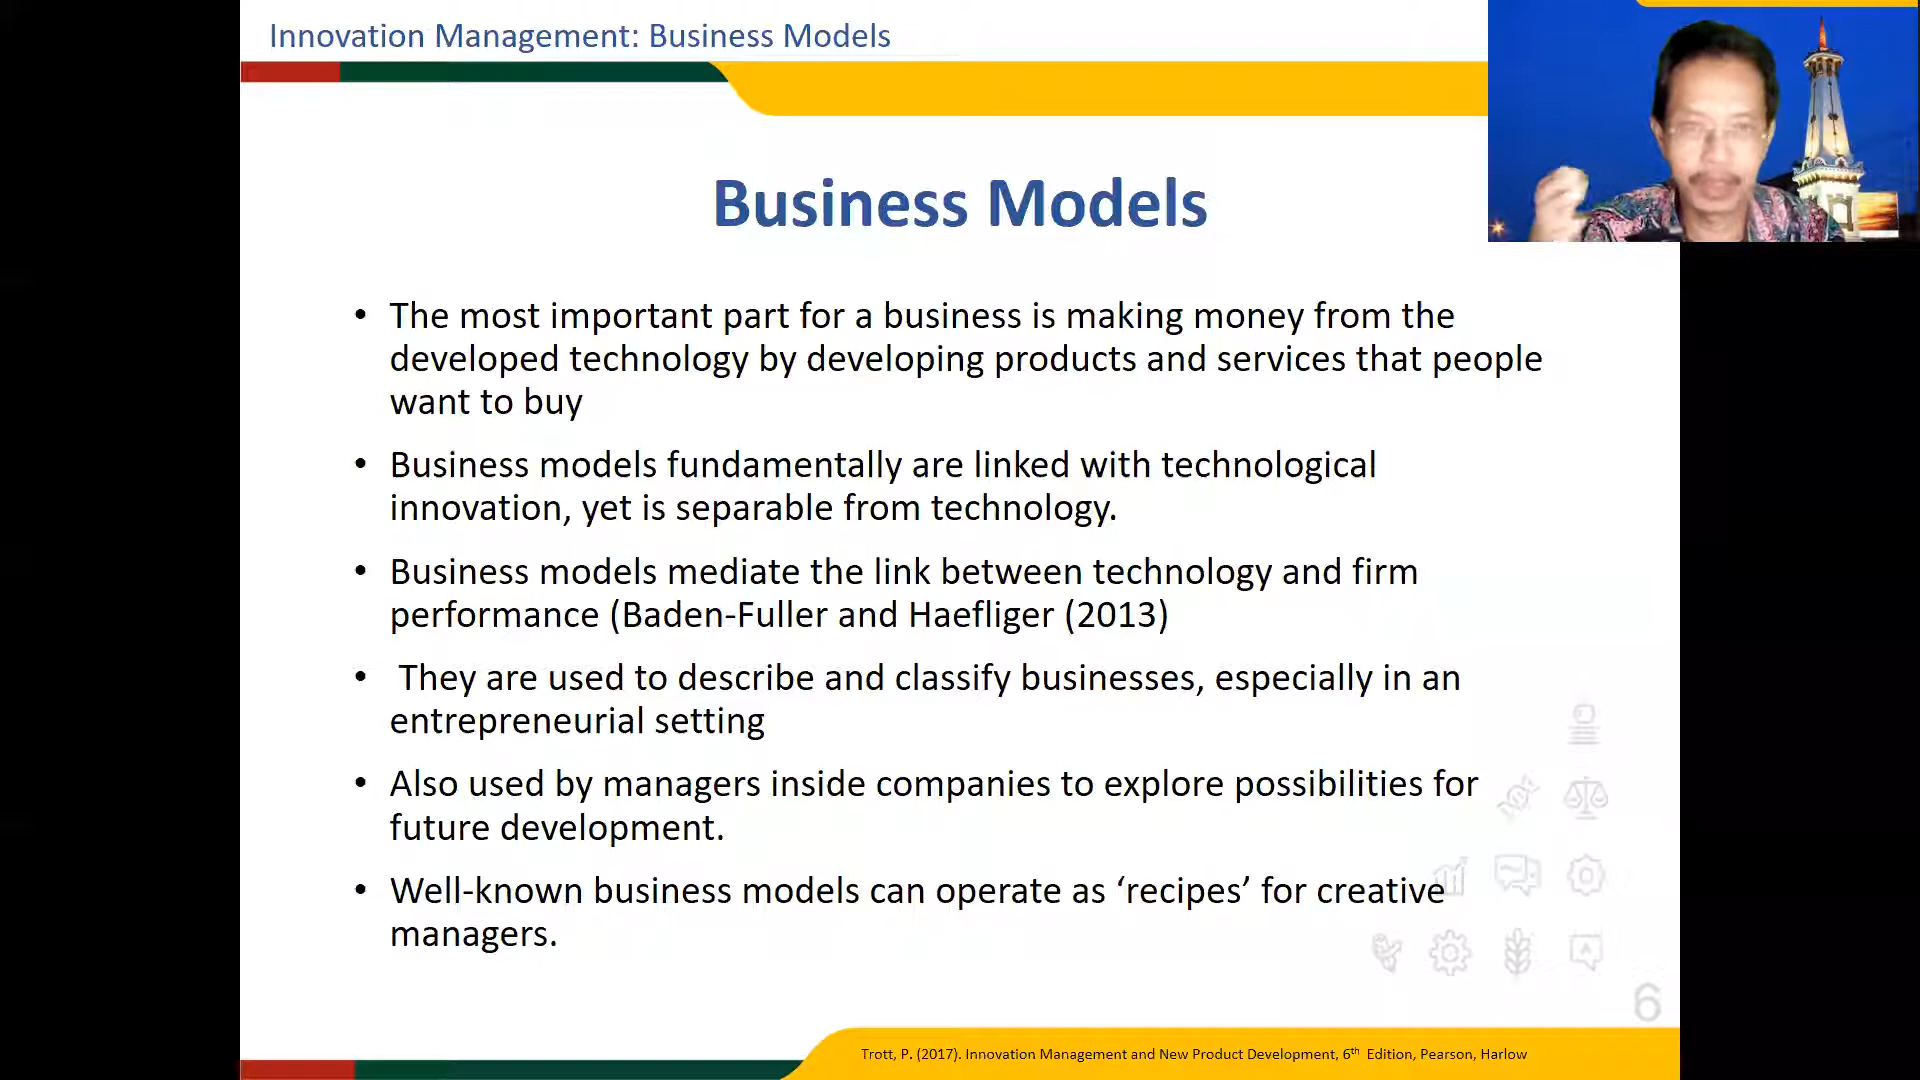 Innovation Management: Business Models
Business Models
• The most important part for a business is making money from the
developed technology by developing products and services that people
want to buy
• Business models fundamentally are linked with technological
innovation, yet is separable from technology.
• Business models mediate the link between technology and firm
performance (Baden-Fuller and Haefliger (2013)
• They are used to describe and classify businesses, especially in an
entrepreneurial setting
• Also used by managers inside companies to explore possibilities for
future development.
• Well-known business models can operate as ‘recipes’ for creative
managers.
A
6
Trott, P. (2017). Innovation Management and New Product Development, 6th Edition, Pearson, Harlow